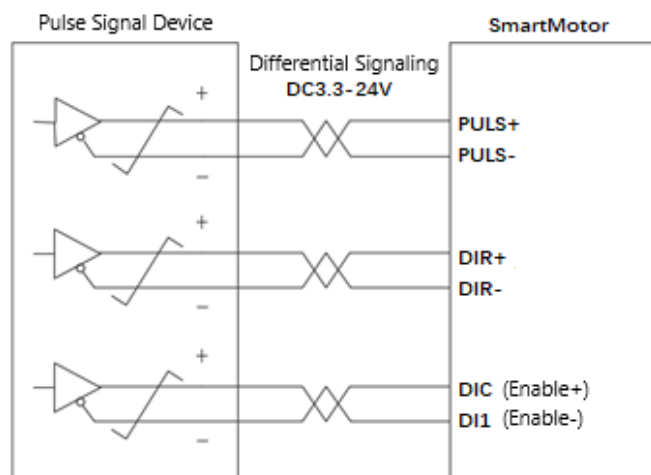 Pulse Signal Device
SmartMotor
Differential Signaling
DC3.3-24V
+
PULS+
PULS-
−
+
DIR+
DIR-
−
+
DIC (Enable+)
DI1 (Enable-)
−